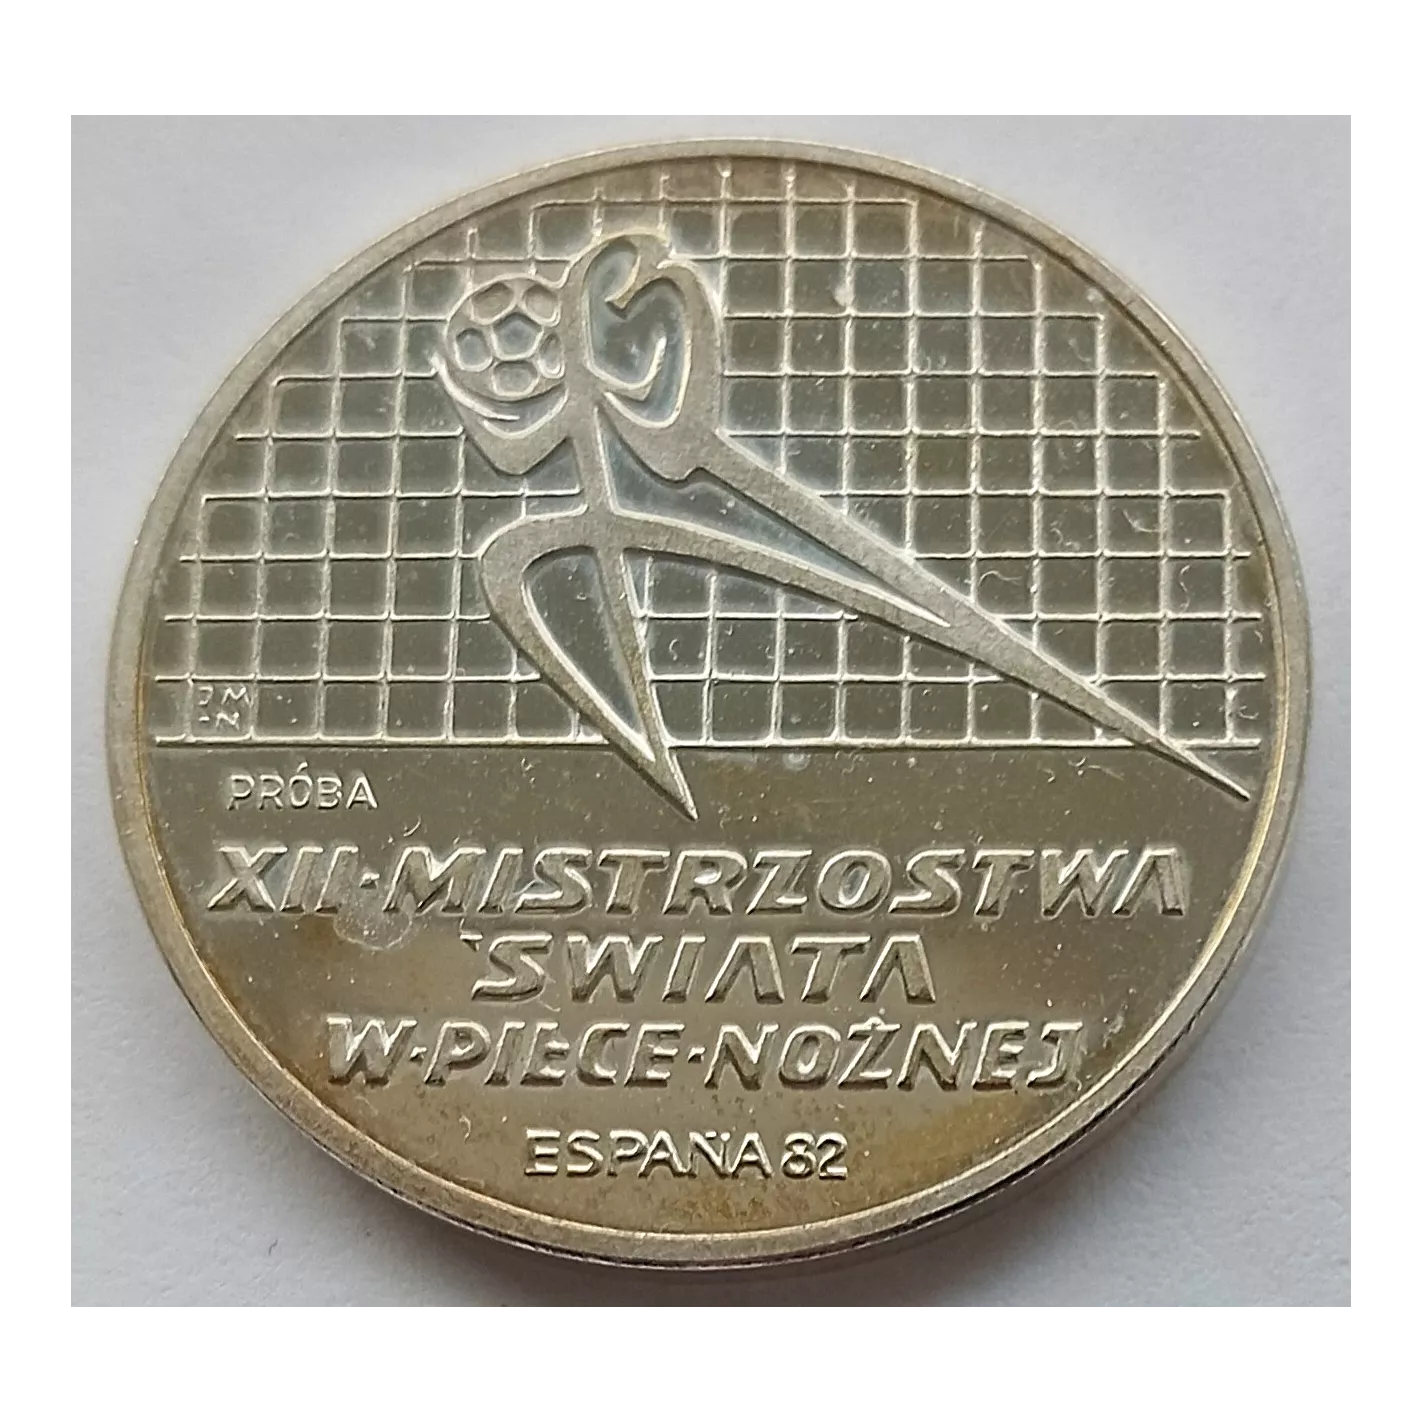 PRÓBA
XII·MISTRZOSTWA
ŚWIATA
W·PIŁCE·NOŻNEJ
ESPAÑA 82